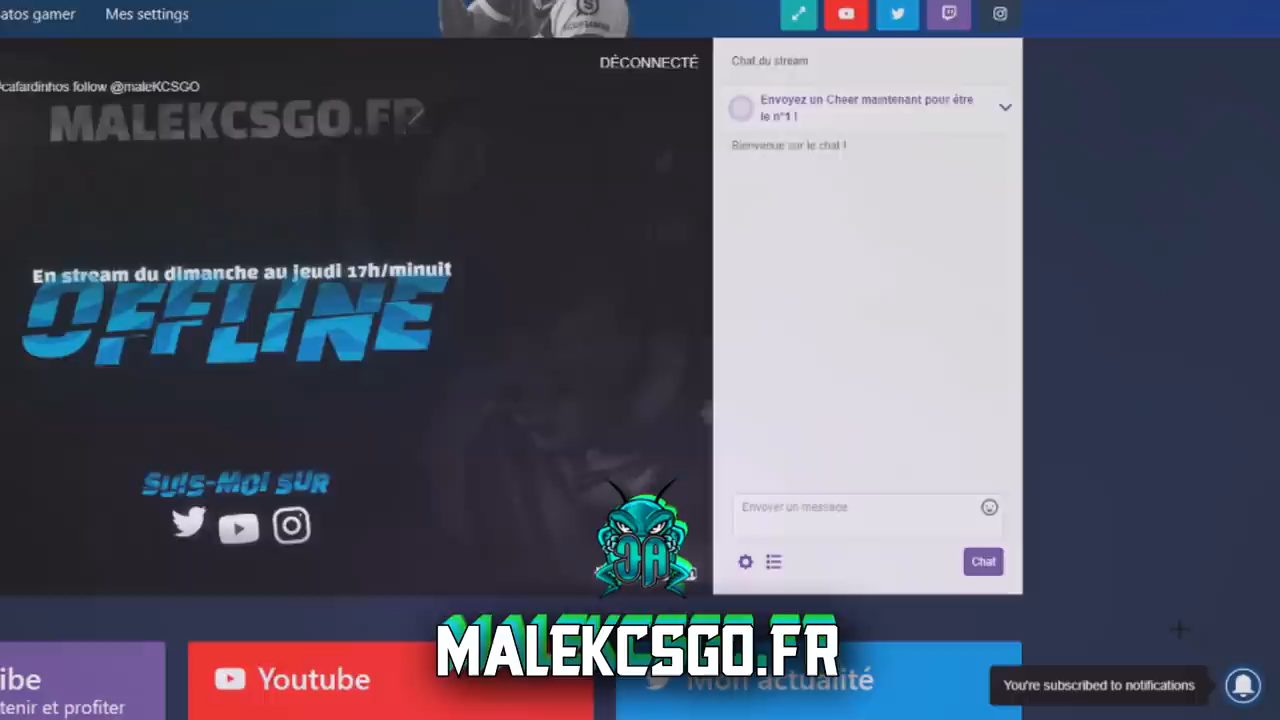 atos gamer
Mes settings
DÉCONNECTÉ
Chat du stream
cafardinhos follow @maleKCSGO
MALEKCSGO.FR
Envoyez un Cheer maintenant pour être
le n°1 !
Bienvenue sur le chat !
En stream du dimanche au jeudi 17h/minuit
OFFLINE
Suis-Moi sur
Envoyer un message
JA
Chat
MALEKCSGO.FR
ibe
tenir et profiter
Youtube
Mon actualité
You're subscribed to notifications